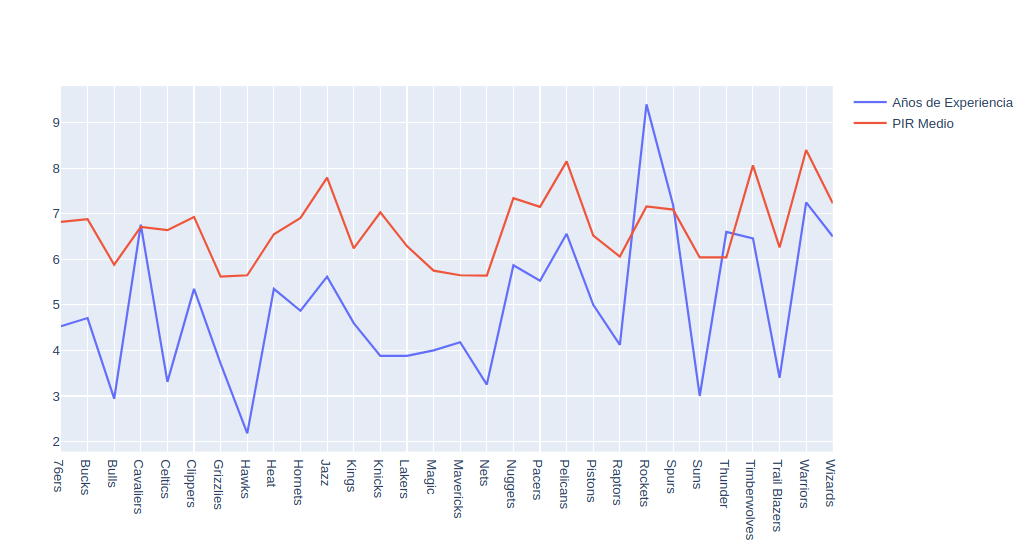 Años de Experiencia
PIR Medio
9
8
7
6
5
4
3
2
76ers
Bucks
Bulls
Cavaliers
Celtics
Clippers
Grizzlies
Hawks
Heat
Hornets
Jazz
Kings
Knicks
Lakers
Magic
Mavericks
Nets
Nuggets
Pacers
Pelicans
Pistons
Raptors
Rockets
Spurs
Suns
Thunder
Timberwolves
Trail Blazers
Warriors
Wizards